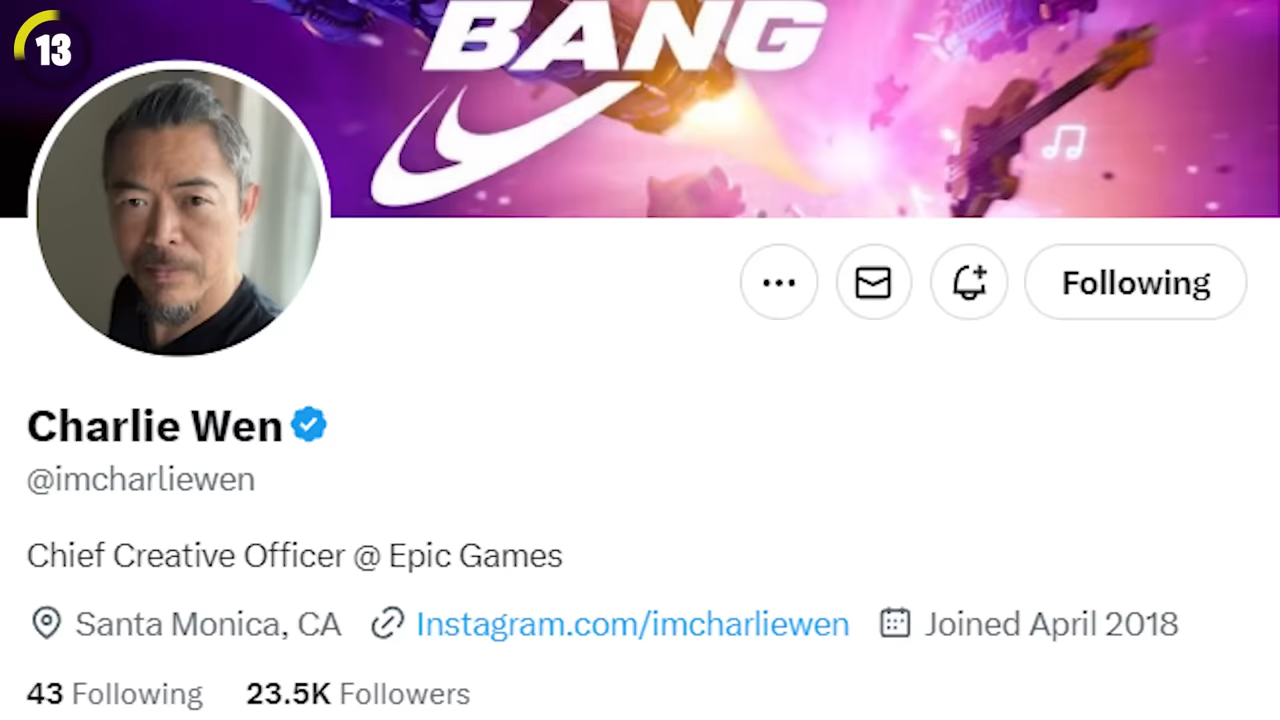 13
BANG
Following
Charlie Wen
@imcharliewen
Chief Creative Officer @ Epic Games
Santa Monica, CA Instagram.com/imcharliewen Joined April 2018
43 Following 23.5K Followers